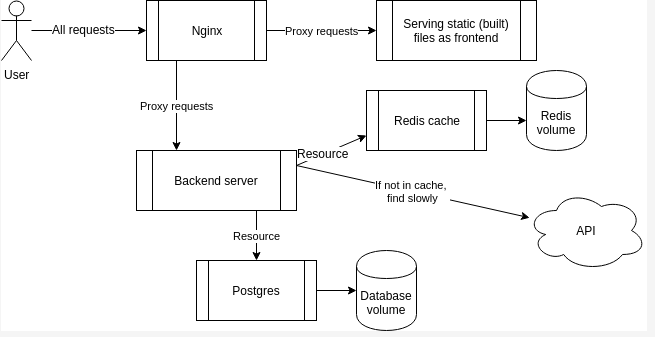 All requests
Nginx
Proxy requests
Serving static (built)
files as frontend
User
Proxy requests
Redis cache
Redis
volume
Resource
Backend server
If not in cache,
find slowly
API
Resource
Postgres
Database
volume